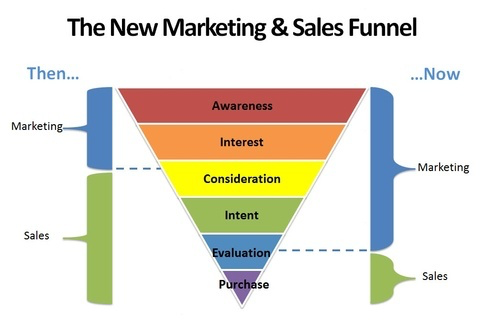 The New Marketing & Sales Funnel
Then...
...Now
Awareness
Marketing
Interest
Consideration
Marketing
Intent
Sales
Evaluation
Sales
Purchase